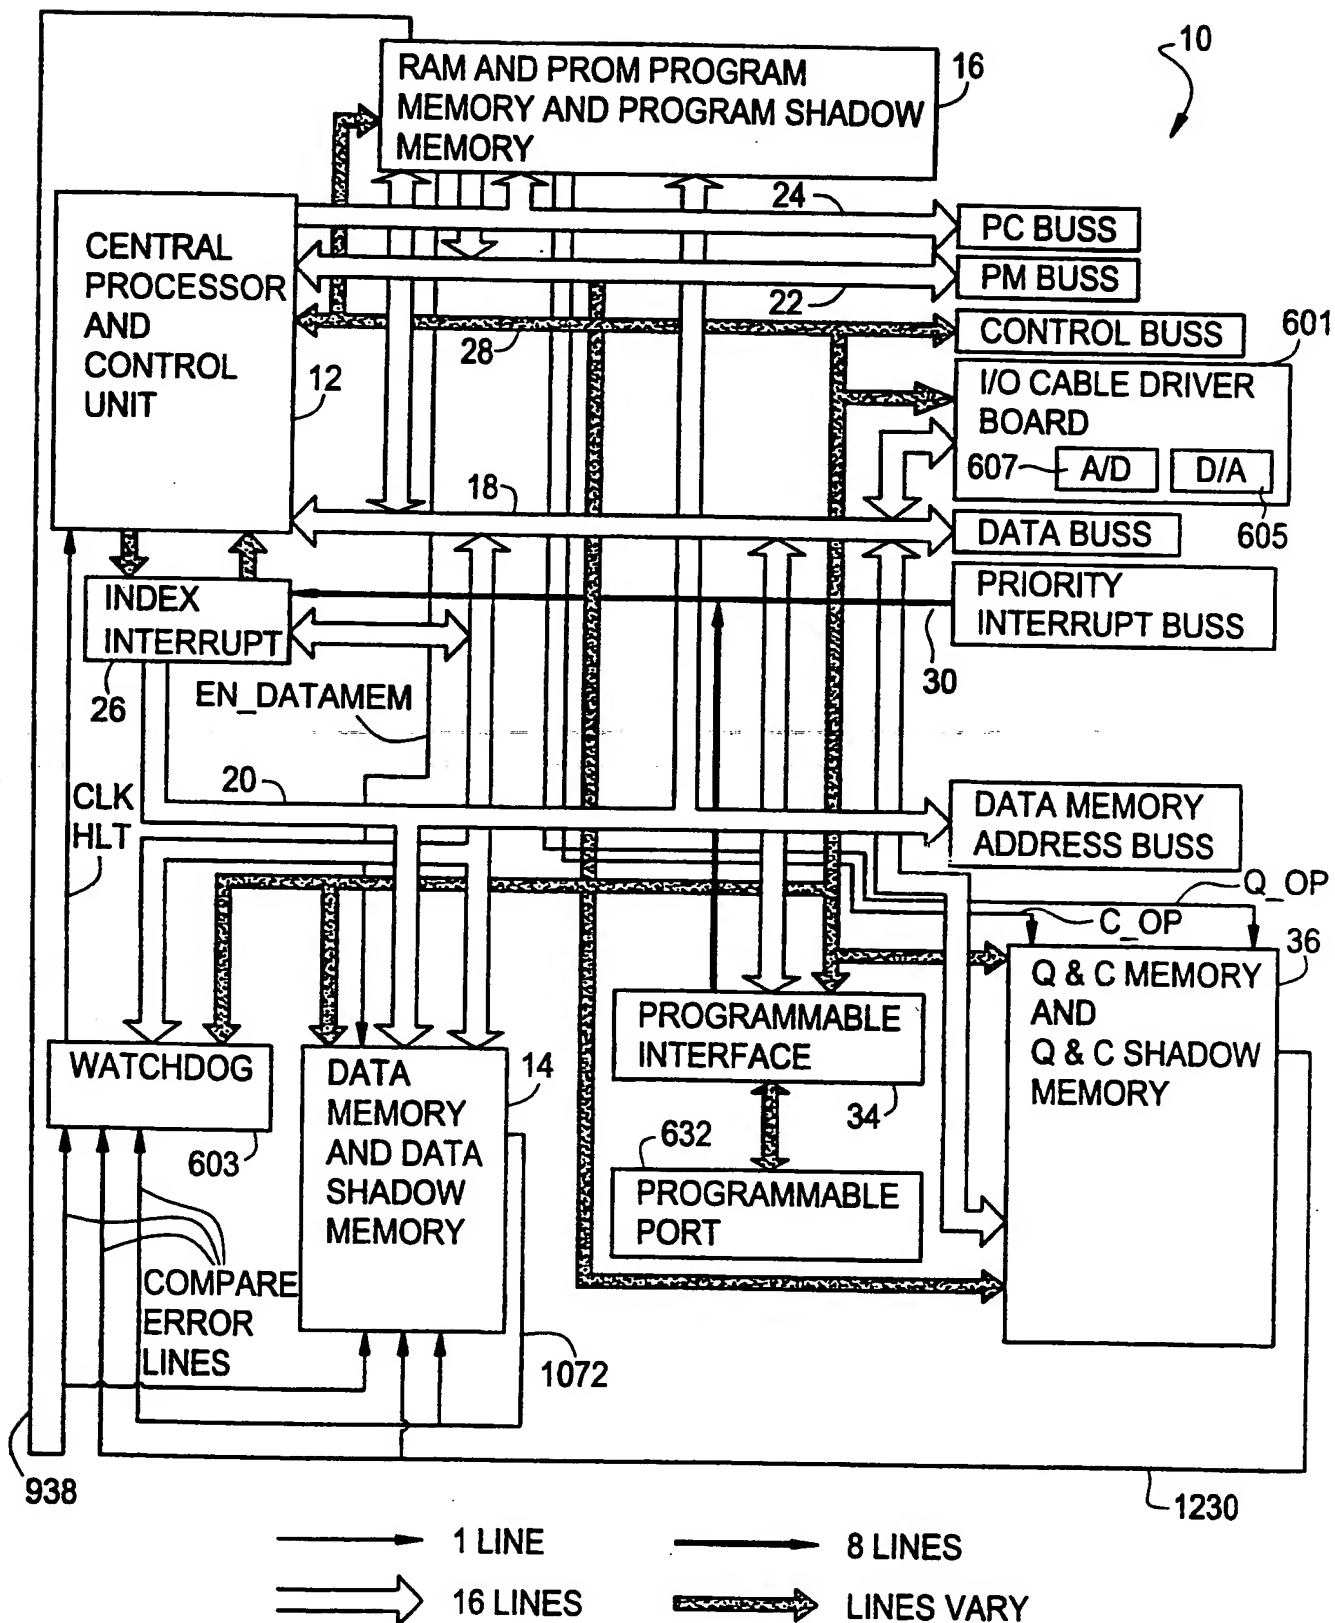 10
RAM AND PROM PROGRAM
MEMORY AND PROGRAM SHADOW
MEMORY
16
CENTRAL
PROCESSOR
AND
CONTROL
UNIT
12
24
PC BUSS
PM BUSS
22
CONTROL BUSS
28
601
I/O CABLE DRIVER
BOARD
607
A/D
D/A
605
18
DATA BUSS
PRIORITY
INTERRUPT BUSS
30
INDEX
INTERRUPT
26
EN_DATAMEM
20
CLK
HLT
DATA MEMORY
ADDRESS BUSS
Q_OP
C_OP
36
Q & C MEMORY
AND
Q & C SHADOW
MEMORY
WATCHDOG
603
DATA
MEMORY
AND DATA
SHADOW
MEMORY
14
PROGRAMMABLE
INTERFACE
34
632
PROGRAMMABLE
PORT
COMPARE
ERROR
LINES
1072
938
1230
1 LINE
8 LINES
16 LINES
LINES VARY